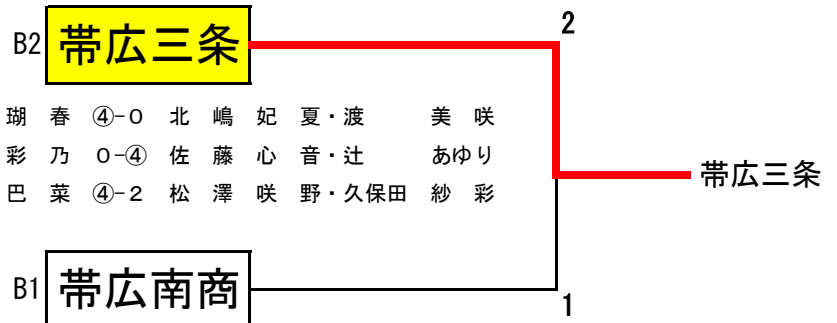 B2 帯広三条 2
瑚 春 ④-0 北 嶋 妃 夏・渡 美 咲
彩 乃 0-④ 佐 藤 心 音・辻 あゆり
巴 菜 ④-2 松 澤 咲 野・久保田 紗 彩
帯広三条
B1 帯広南商 1